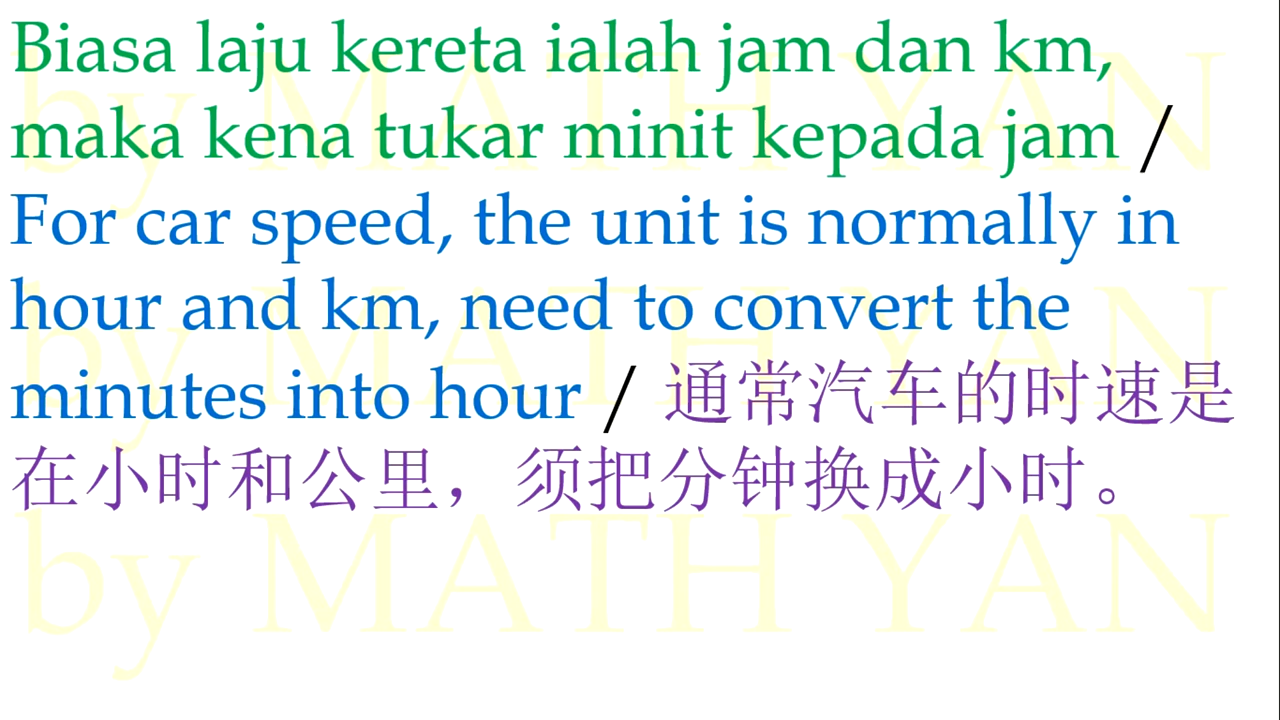 Biasa laju kereta ialah jam dan km,
maka kena tukar minit kepada jam /
For car speed, the unit is normally in
hour and km, need to convert the
minutes into hour / 通常汽车的时速是
在小时和公里，须把分钟换成小时。
by MATH YAN
by MATH YAN
by MATH YAN